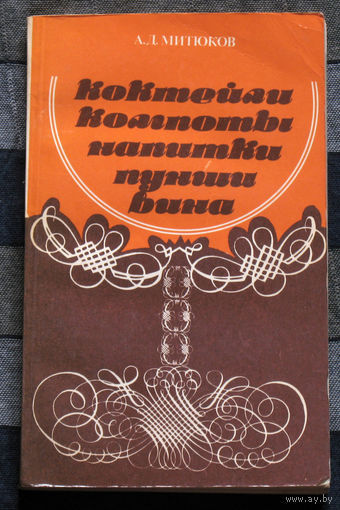 А.Д. МИТЮКОВ
коктейли
компоты
напитки
пунши
вина
www.ay.by